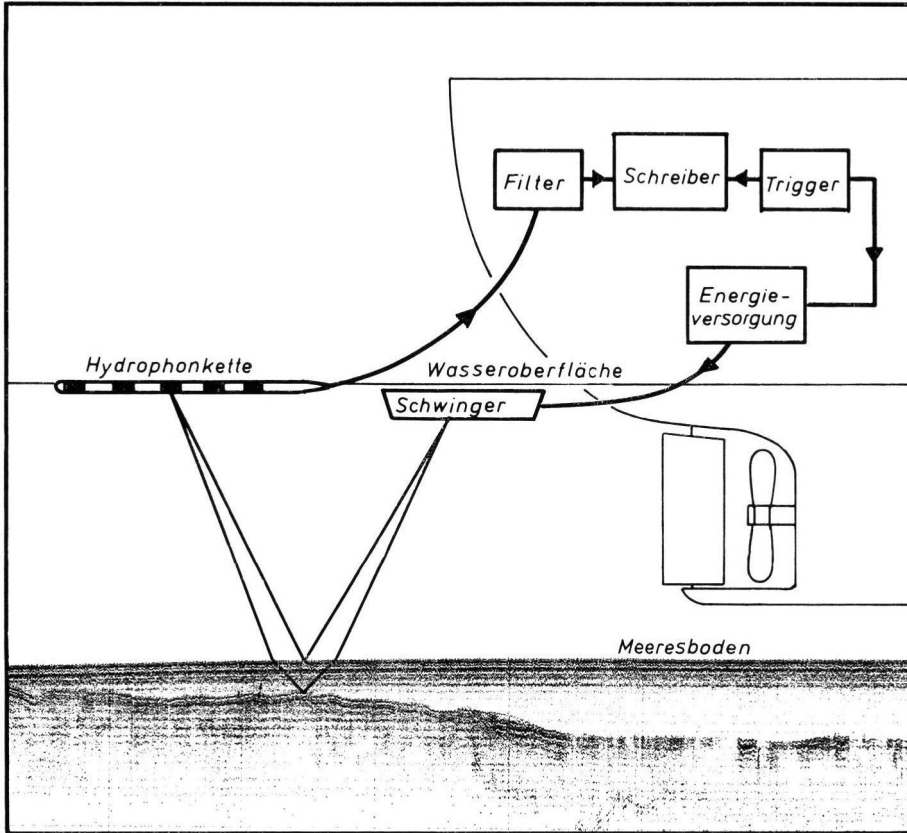 Filter
Schreiber
Trigger
Energie-
versorgung
Hydrophonkette
Wasseroberfläche
Schwinger
Meeresboden